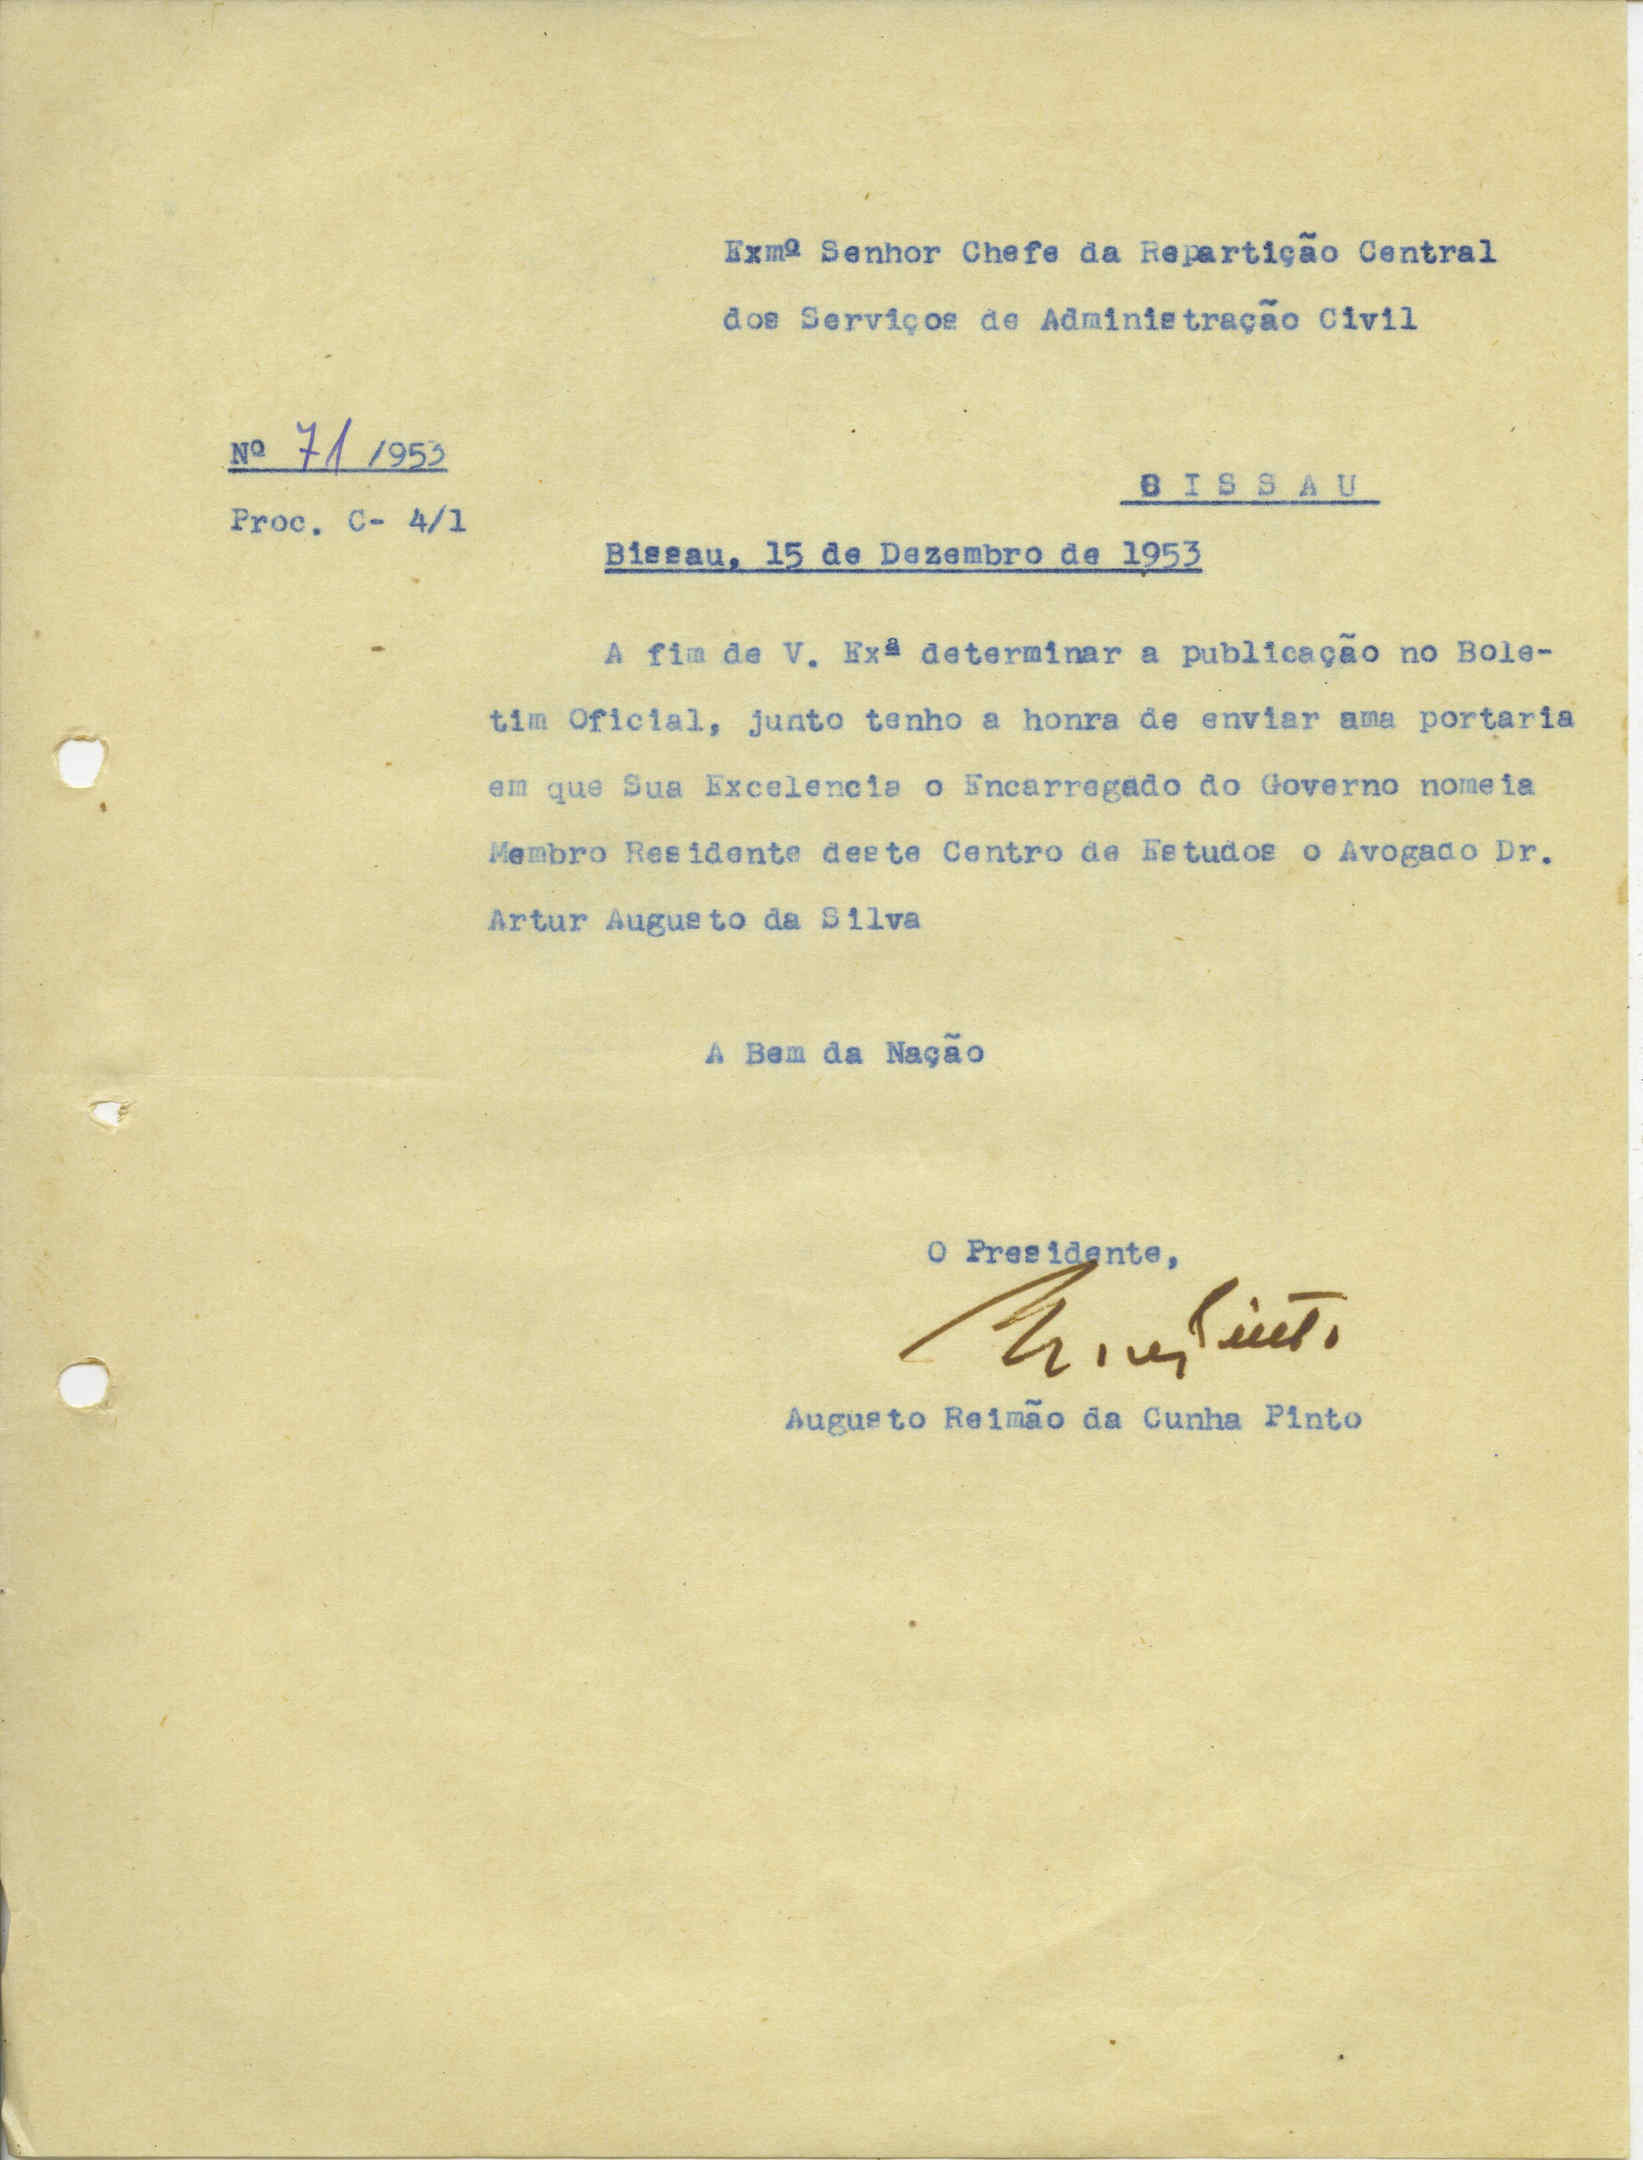 Exmº Senhor Chefe da Repartição Central
dos Serviços de Administração Civil
Nº 71 /953
BISSAU
Proc. C- 4/1
Bissau, 15 de Dezembro de 1953
A fim de V. Exª determinar a publicação no Bole-
tim Oficial, junto tenho a honra de enviar ama portaria
em que Sua Excelencia o Encarregado do Governo nomeia
Membro Residente deste Centro de Estudos o Avogado Dr.
Artur Augusto da Silva
A Bem da Nação
O Presidente,
Augusto Reimão da Cunha Pinto